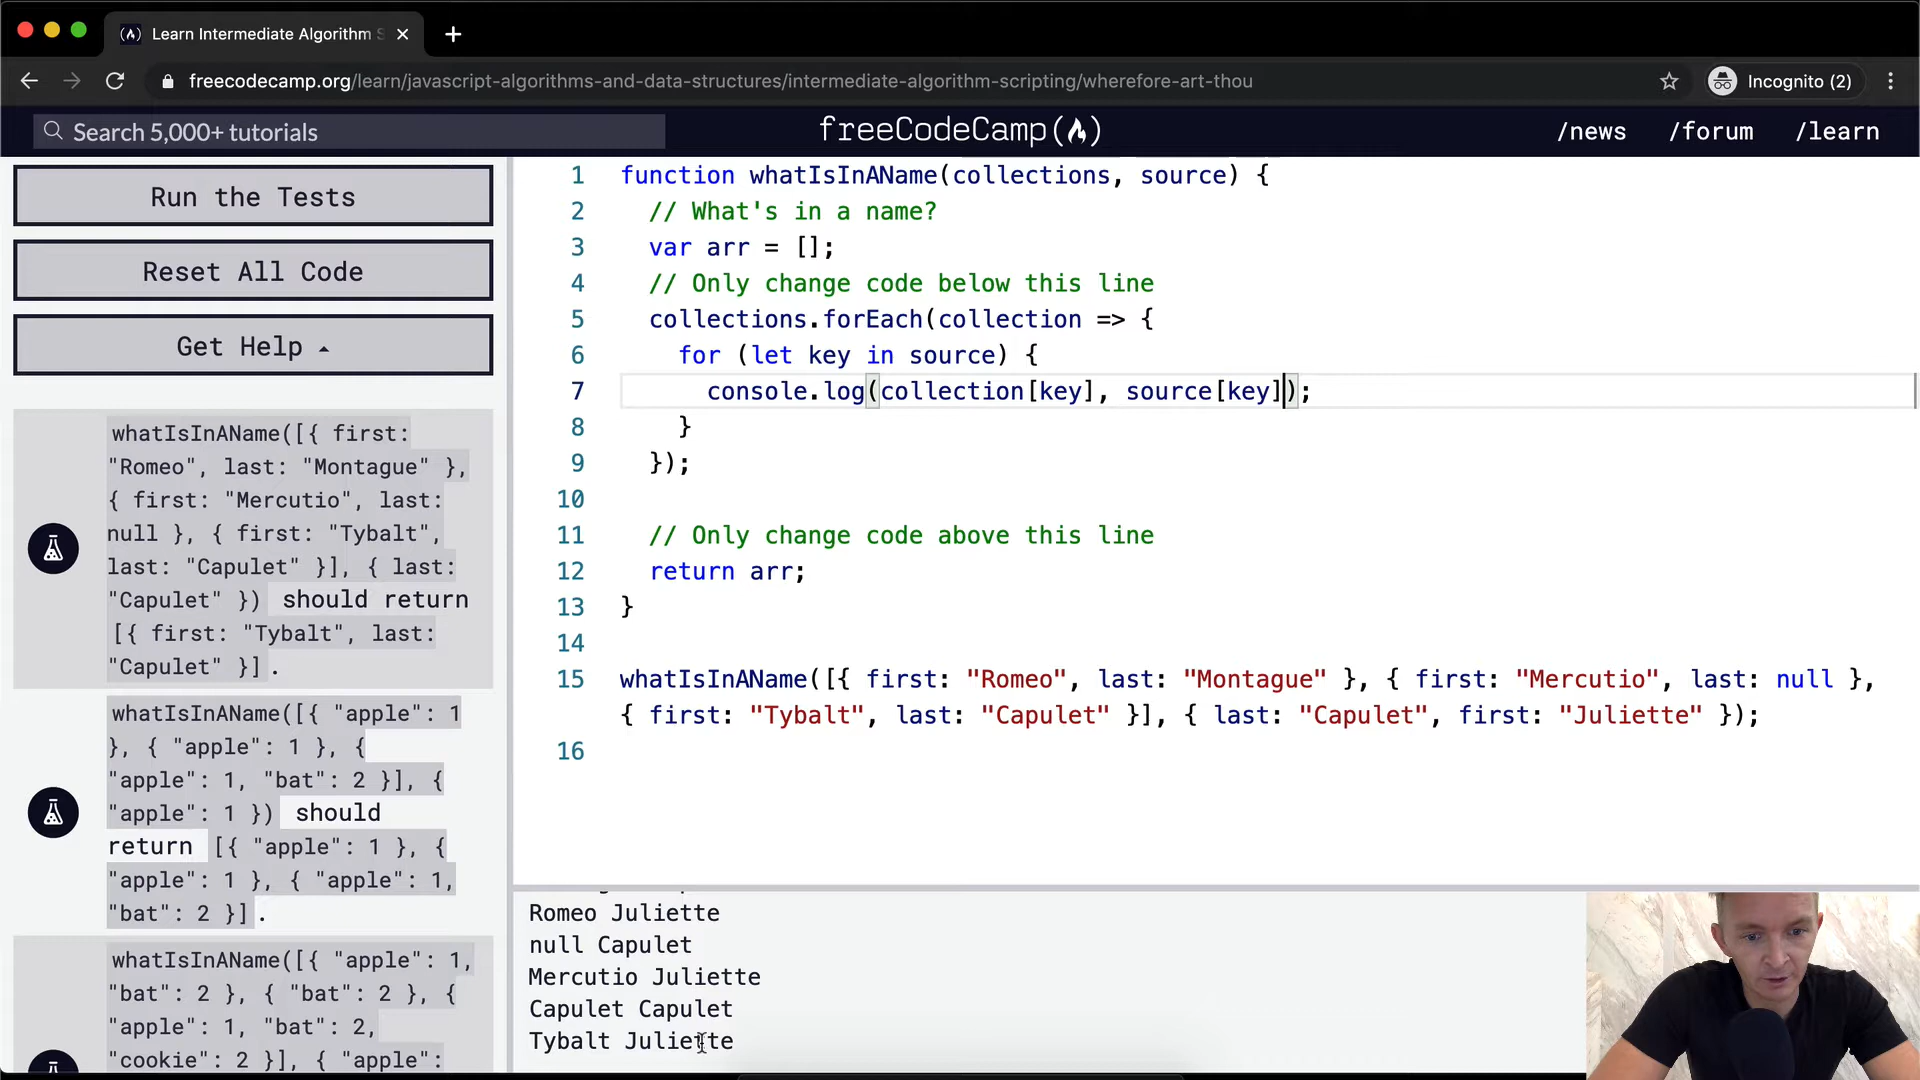 Learn Intermediate Algorithm S
freecodecamp.org/learn/javascript-algorithms-and-data-structures/intermediate-algorithm-scripting/wherefore-art-thou
Incognito (2)
Search 5,000+ tutorials
freeCodeCamp
/news
/forum
/learn
Run the Tests
Reset All Code
Get Help
whatIsInAName([{ first:
"Romeo", last: "Montague" },
{ first: "Mercutio", last:
null }, { first: "Tybalt",
last: "Capulet" }], { last:
"Capulet" }) should return
[{ first: "Tybalt", last:
"Capulet" }].
whatIsInAName([{ "apple": 1
}, { "apple": 1 }, {
"apple": 1, "bat": 2 }], {
"apple": 1 }) should
return [{ "apple": 1 }, {
"apple": 1 }, { "apple": 1,
"bat": 2 }].
whatIsInAName([{ "apple": 1,
"bat": 2 }, { "bat": 2 }, {
"apple": 1, "bat": 2,
"cookie": 2 }], { "apple":
1 function whatIsInAName(collections, source) {
2 // What's in a name?
3 var arr = [];
4 // Only change code below this line
5 collections.forEach(collection => {
6 for (let key in source) {
7 console.log(collection[key], source[key]);
8 }
9 });
10
11 // Only change code above this line
12 return arr;
13 }
14
15 whatIsInAName([{ first: "Romeo", last: "Montague" }, { first: "Mercutio", last: null },
{ first: "Tybalt", last: "Capulet" }], { last: "Capulet", first: "Juliette" });
16
Romeo Juliette
null Capulet
Mercutio Juliette
Capulet Capulet
Tybalt Juliette